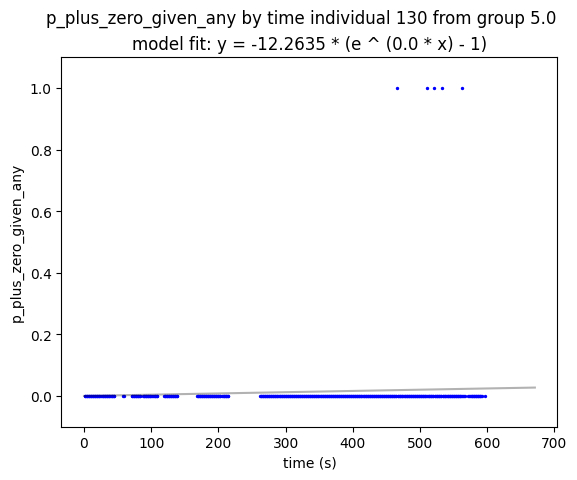 p_plus_zero_given_any by time individual 130 from group 5.0
model fit: y = -12.2635 * (e ^ (0.0 * x) - 1)
p_plus_zero_given_any
1.0
0.8
0.6
0.4
0.2
0.0
0 100 200 300 400 500 600 700
time (s)